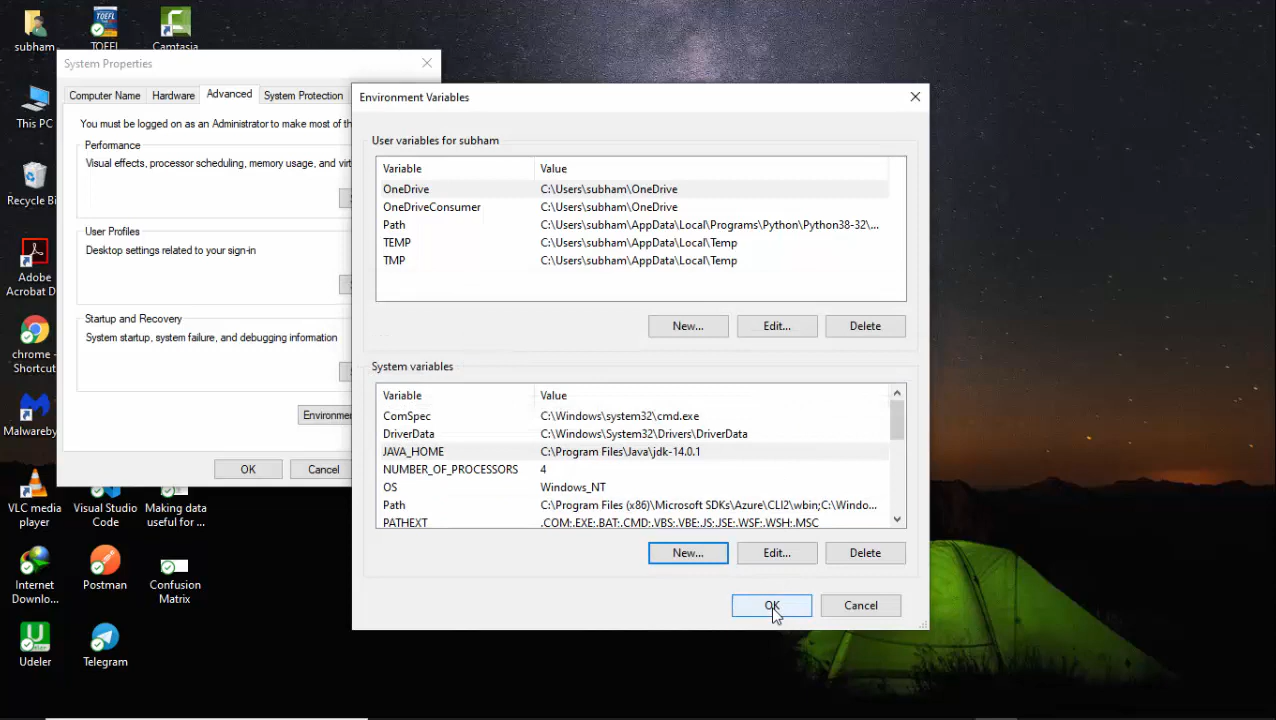 subham
TOEFL
Camtasia
This PC
Recycle Bi
Adobe
Acrobat D
chrome -
Shortcut
Malwareby
VLC media
player
Visual Studio
Code
Making data
useful for ...
Internet
Downlo...
Postman
Confusion
Matrix
Udeler
Telegram
System Properties
Computer Name
Hardware
Advanced
System Protection
You must be logged on as an Administrator to make most of th
Performance
Visual effects, processor scheduling, memory usage, and virt
User Profiles
Desktop settings related to your sign-in
Startup and Recovery
System startup, system failure, and debugging information
Environme
OK
Cancel
Environment Variables
User variables for subham
Variable Value
OneDrive C:\Users\subham\OneDrive
OneDriveConsumer C:\Users\subham\OneDrive
Path C:\Users\subham\AppData\Local\Programs\Python\Python38-32\...
TEMP C:\Users\subham\AppData\Local\Temp
TMP C:\Users\subham\AppData\Local\Temp
New... Edit... Delete
System variables
Variable Value
ComSpec C:\Windows\system32\cmd.exe
DriverData C:\Windows\System32\Drivers\DriverData
JAVA_HOME C:\Program Files\Java\jdk-14.0.1
NUMBER_OF_PROCESSORS 4
OS Windows_NT
Path C:\Program Files (x86)\Microsoft SDKs\Azure\CLI2\wbin;C:\Windo...
PATHEXT .COM;.EXE;.BAT;.CMD;.VBS;.VBE;.JS;.JSE;.WSF;.WSH;.MSC
New... Edit... Delete
OK Cancel